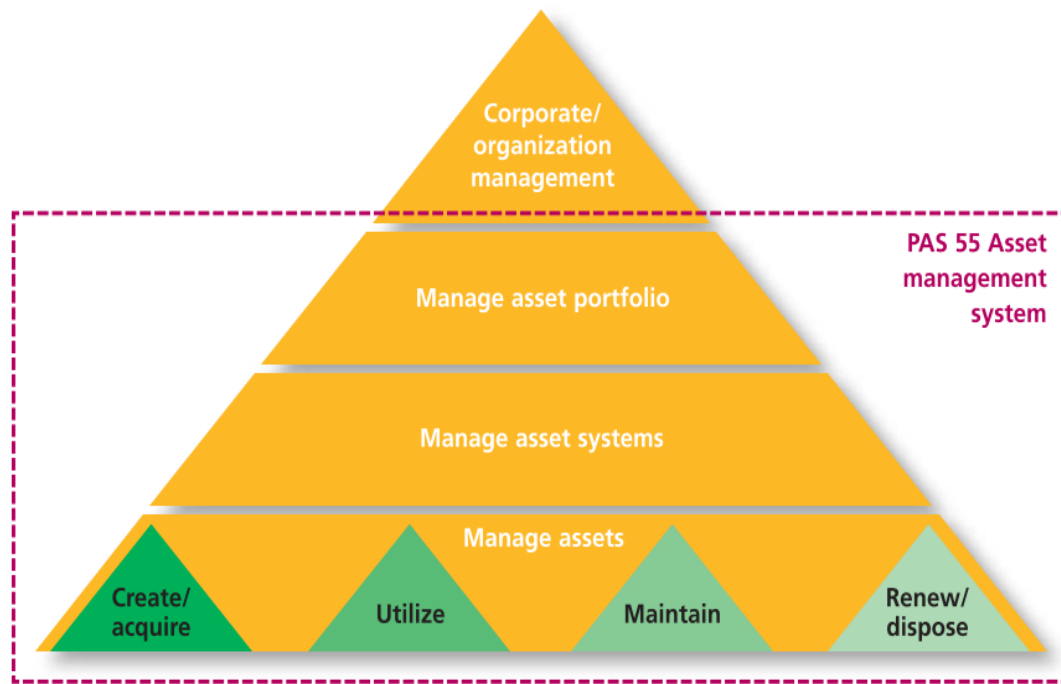 Corporate/
organization
management
PAS 55 Asset
management
system
Manage asset portfolio
Manage asset systems
Manage assets
Create/
acquire
Utilize
Maintain
Renew/
dispose